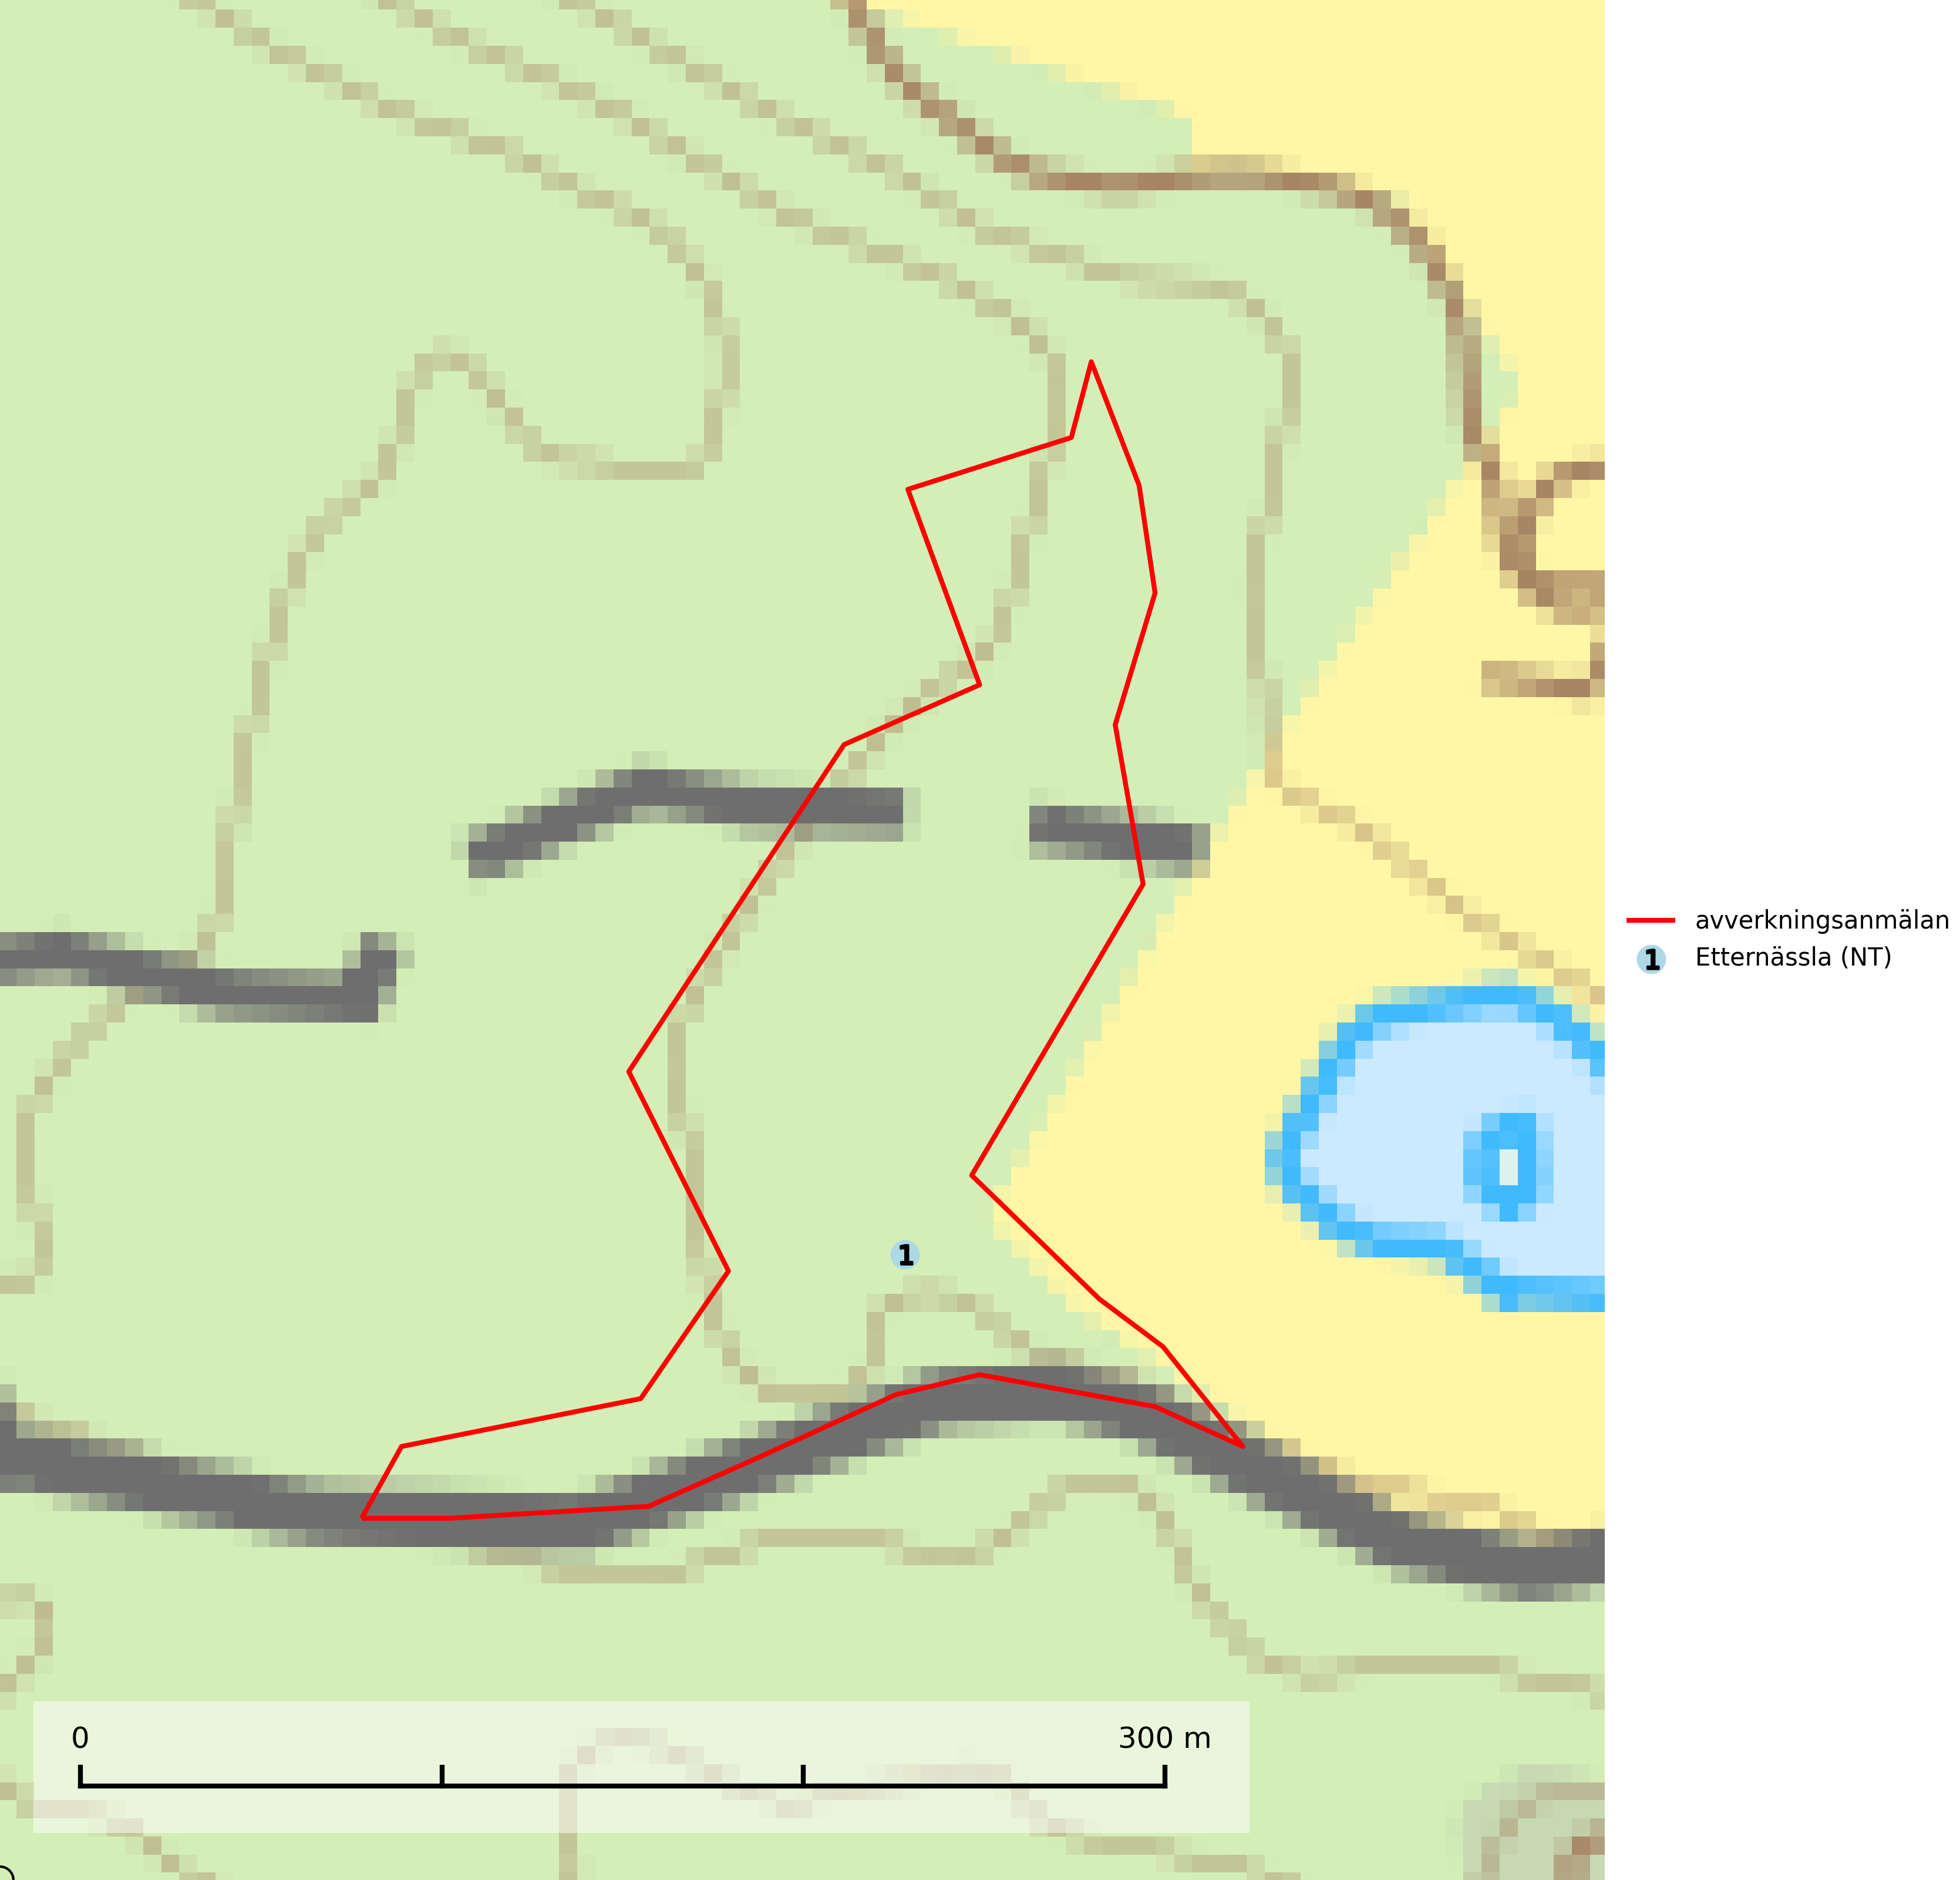 avverkningsanmälan
1 Etternässla (NT)
1
0 300 m